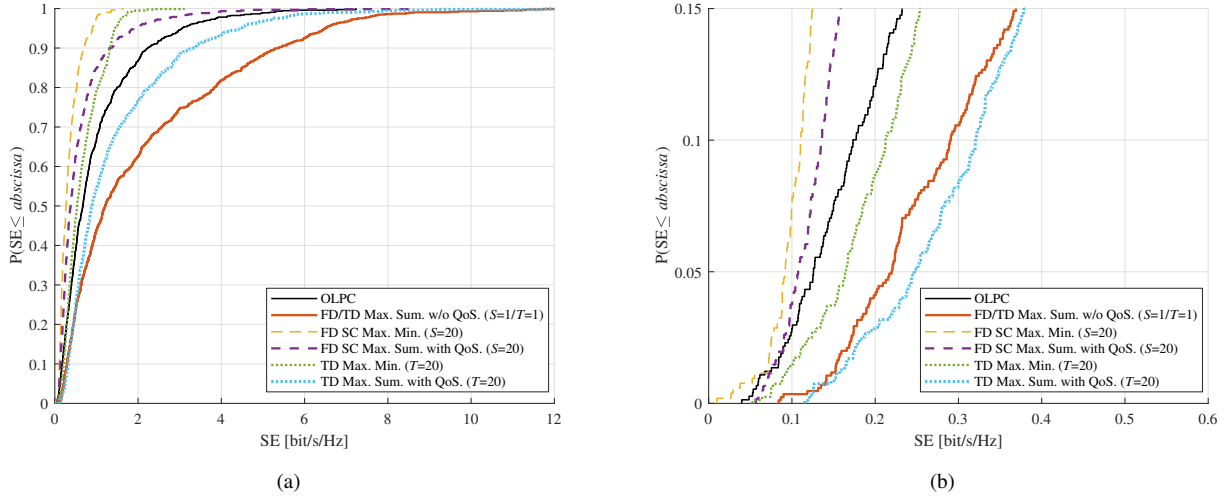 1
0.9
0.8
0.7
0.6
0.5
0.4
0.3
0.2
0.1
0
P(SE≤ abscissa)
OLPC
FD/TD Max. Sum. w/o QoS. (S=1/T=1)
FD SC Max. Min. (S=20)
FD SC Max. Sum. with QoS. (S=20)
TD Max. Min. (T=20)
TD Max. Sum. with QoS. (T=20)
0 2 4 6 8 10 12
SE [bit/s/Hz]
(a)
0.15
0.1
0.05
0
P(SE≤ abscissa)
OLPC
FD/TD Max. Sum. w/o QoS. (S=1/T=1)
FD SC Max. Min. (S=20)
FD SC Max. Sum. with QoS. (S=20)
TD Max. Min. (T=20)
TD Max. Sum. with QoS. (T=20)
0 0.1 0.2 0.3 0.4 0.5 0.6
SE [bit/s/Hz]
(b)